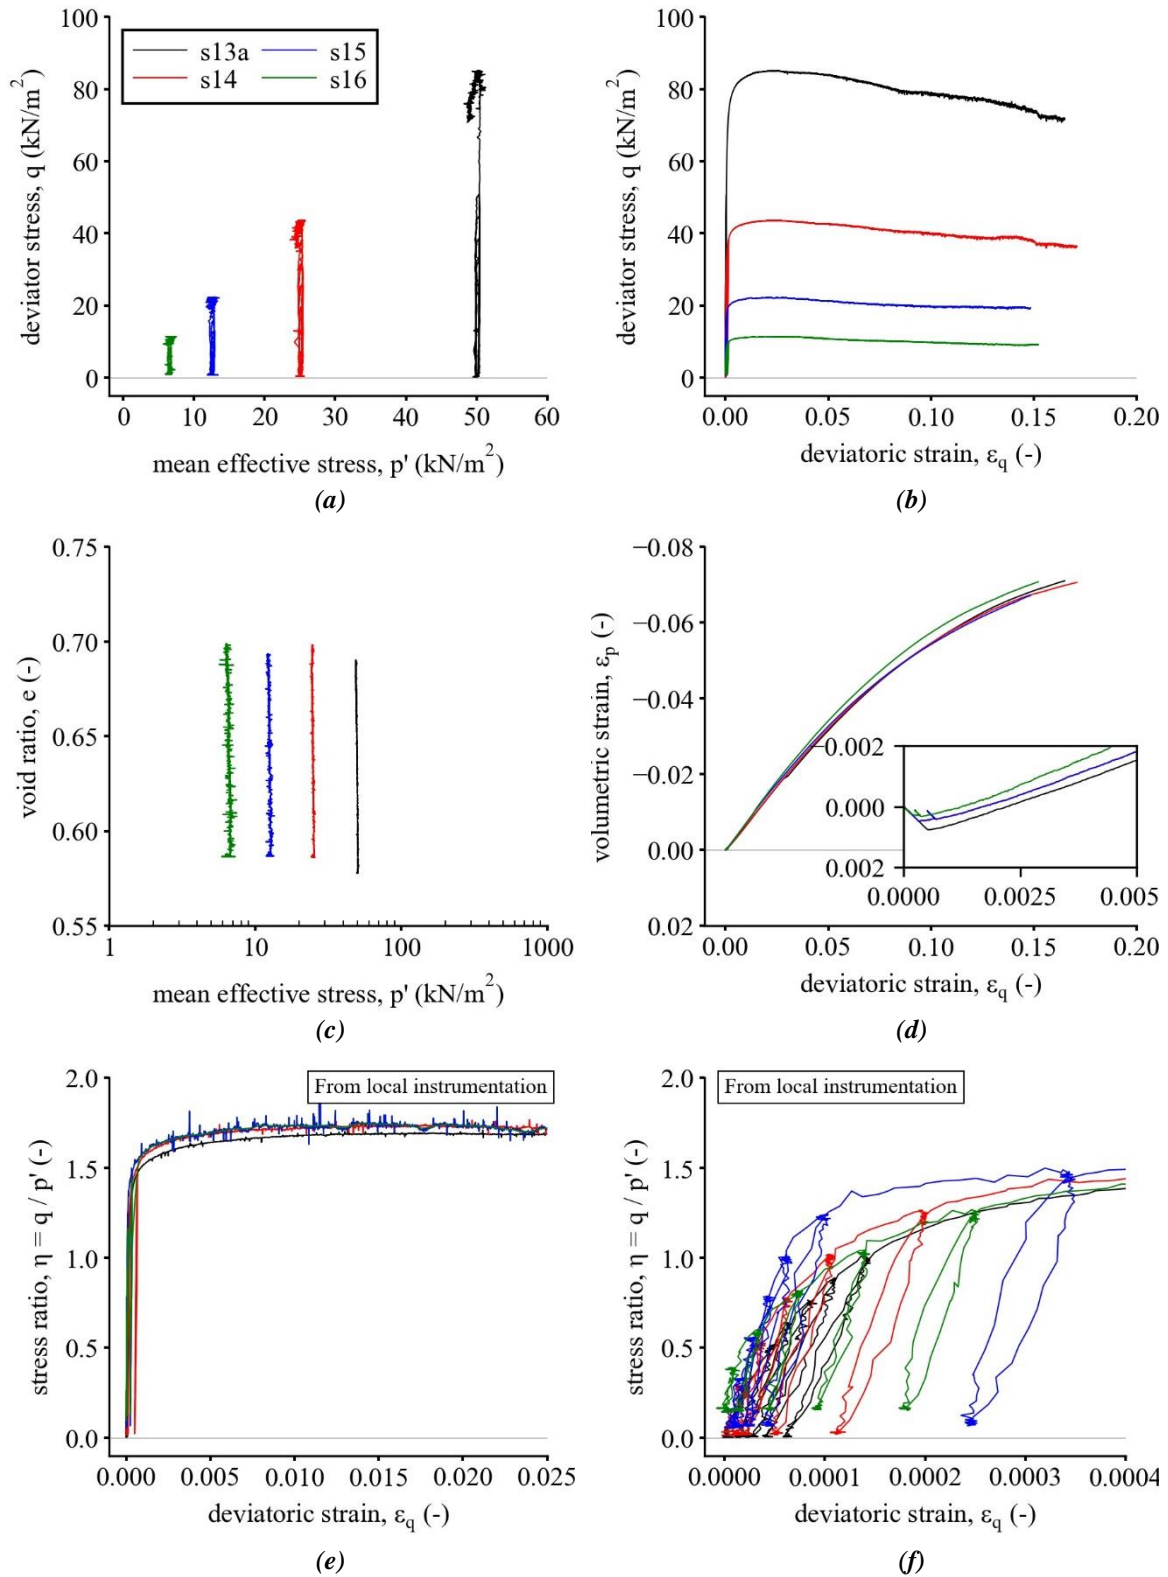 100
80
60
40
20
0
deviator stress, q (kN/m²)
s13a
s14
s15
s16
0 10 20 30 40 50 60
mean effective stress, p' (kN/m²)
(a)
100
80
60
40
20
0
deviator stress, q (kN/m²)
0.00 0.05 0.10 0.15 0.20
deviatoric strain, εq (-)
(b)
0.75
0.70
0.65
0.60
0.55
void ratio, e (-)
1 10 100 1000
mean effective stress, p' (kN/m²)
(c)
−0.08
−0.06
−0.04
−0.02
0.00
0.02
volumetric strain, εp (-)
−0.002
0.000
0.002
0.0000 0.0025 0.005
0.00 0.05 0.10 0.15 0.20
deviatoric strain, εq (-)
(d)
2.0
1.5
1.0
0.5
0.0
stress ratio, η = q / p' (-)
From local instrumentation
0.000 0.005 0.010 0.015 0.020 0.025
deviatoric strain, εq (-)
(e)
2.0
1.5
1.0
0.5
0.0
stress ratio, η = q / p' (-)
From local instrumentation
0.0000 0.0001 0.0002 0.0003 0.0004
deviatoric strain, εq (-)
(f)